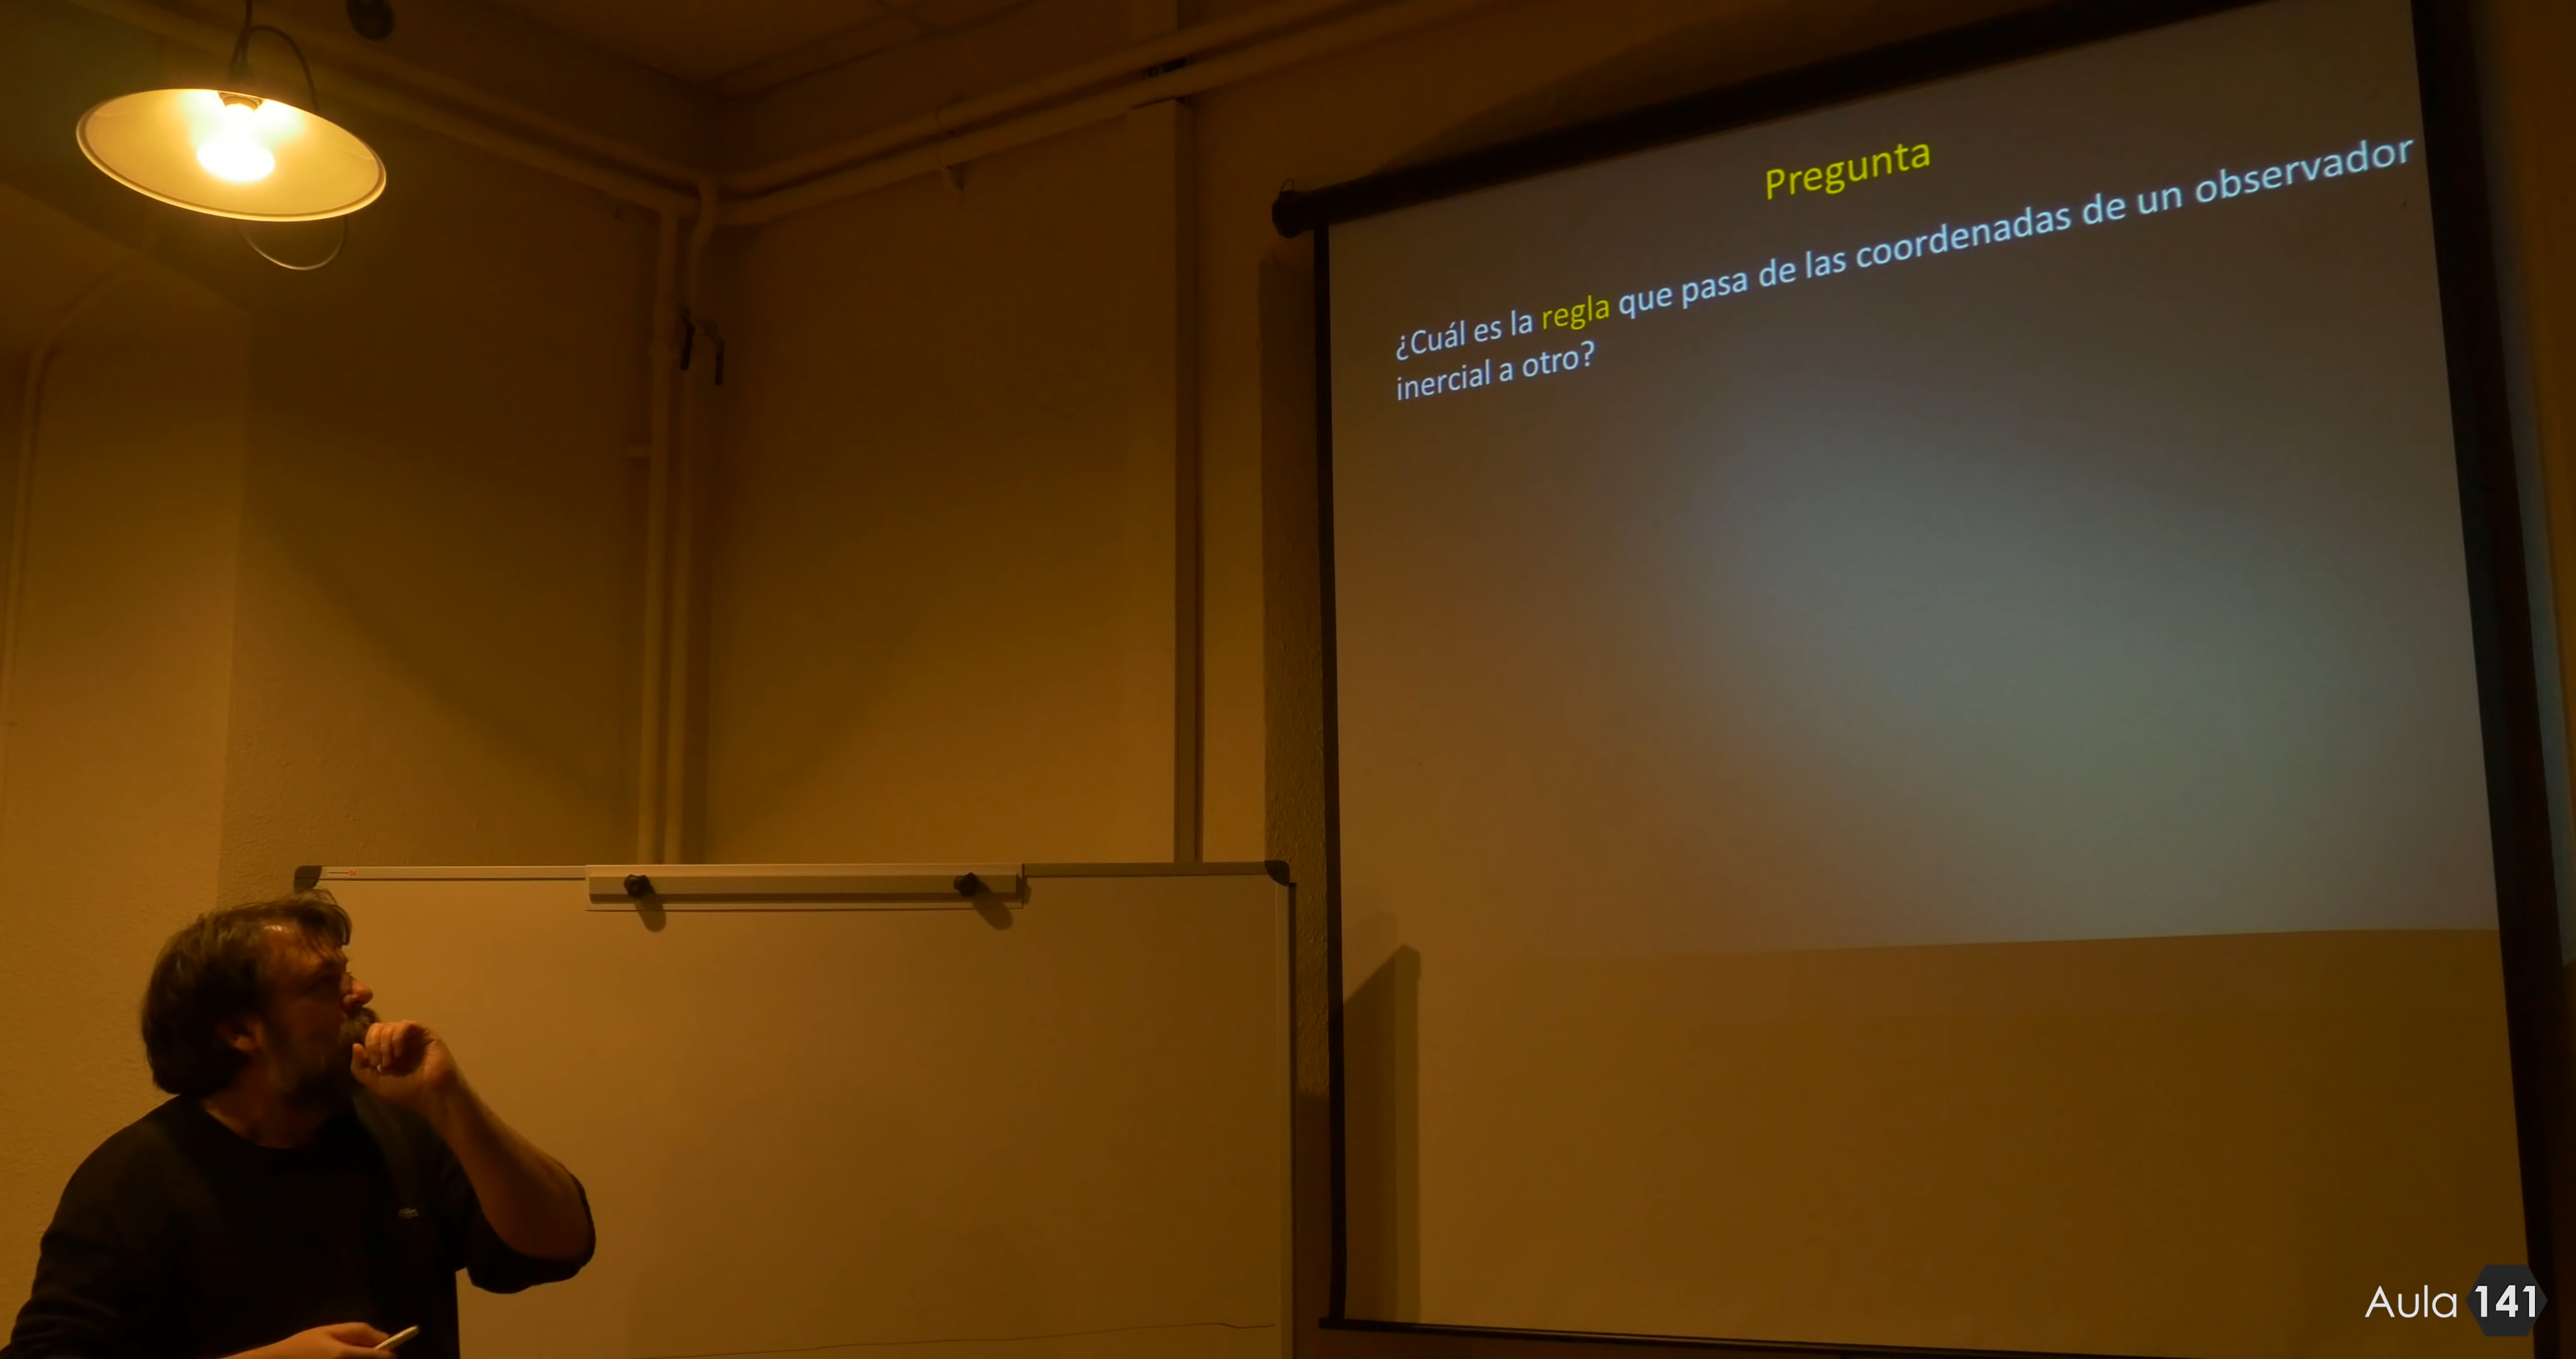 Pregunta
¿Cuál es la regla que pasa de las coordenadas de un observador
inercial a otro?
Aula 141